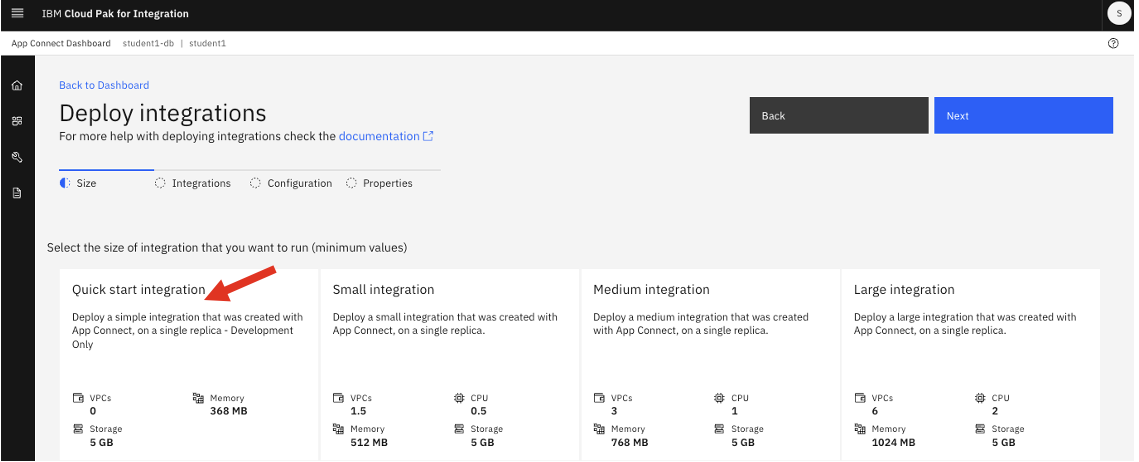 IBM Cloud Pak for Integration
S
App Connect Dashboard student1-db | student1
Back to Dashboard
Deploy integrations
For more help with deploying integrations check the documentation
Back
Next
Size
Integrations
Configuration
Properties
Select the size of integration that you want to run (minimum values)
Quick start integration
Deploy a simple integration that was created with
App Connect, on a single replica - Development
Only
VPCs
0
Memory
368 MB
Storage
5 GB
Small integration
Deploy a small integration that was created with
App Connect, on a single replica.
VPCs
1.5
CPU
0.5
Memory
512 MB
Storage
5 GB
Medium integration
Deploy a medium integration that was created
with App Connect, on a single replica.
VPCs
3
CPU
1
Memory
768 MB
Storage
5 GB
Large integration
Deploy a large integration that was created with
App Connect, on a single replica.
VPCs
6
CPU
2
Memory
1024 MB
Storage
5 GB